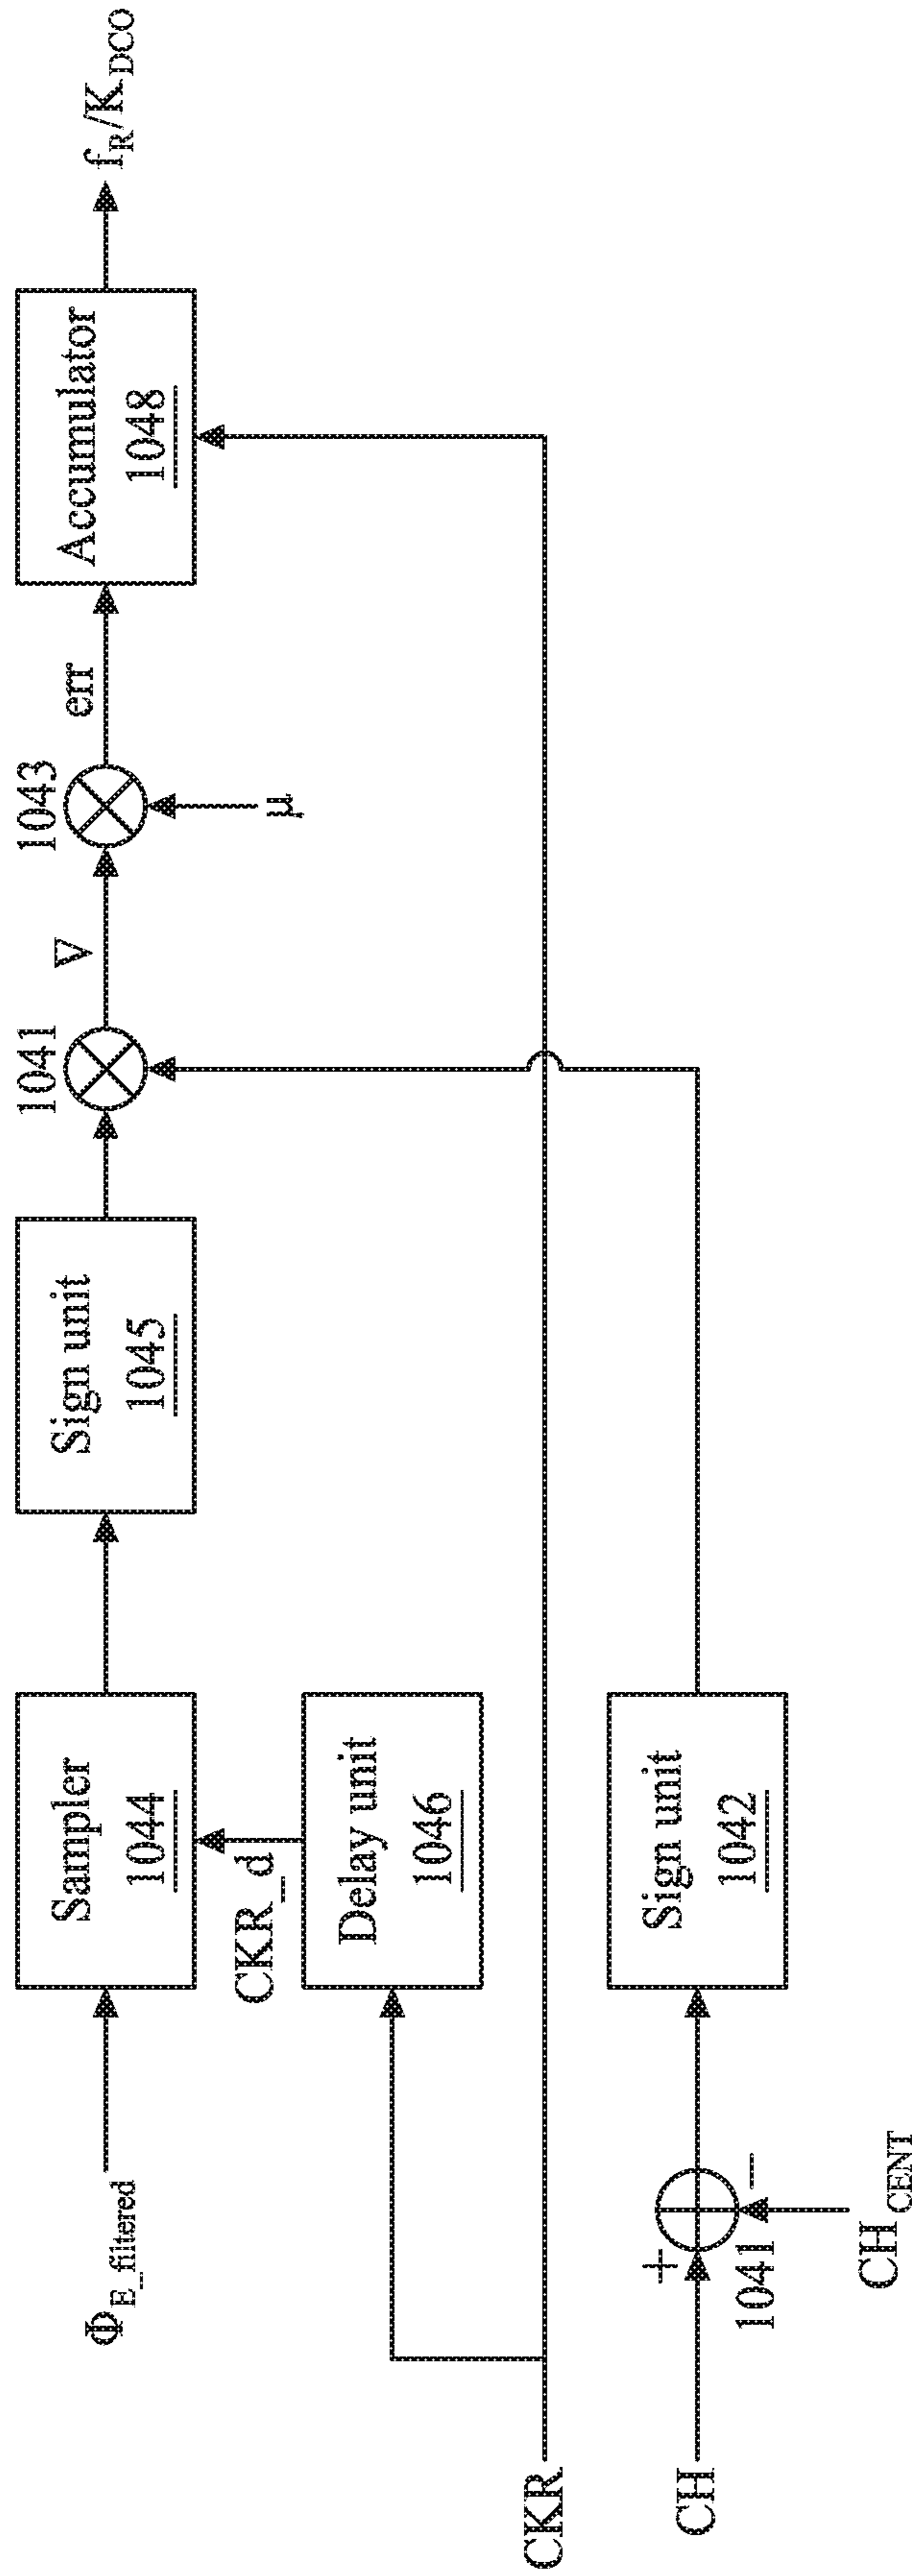 Φ_E_filtered
Sampler
1044
Sign unit
1045
1041
∇
1043
err
Accumulator
1048
f_R/K_DCO
μ
CKR_d
Delay unit
1046
CKR
CH
+
−
1041
CH_CENT
Sign unit
1042